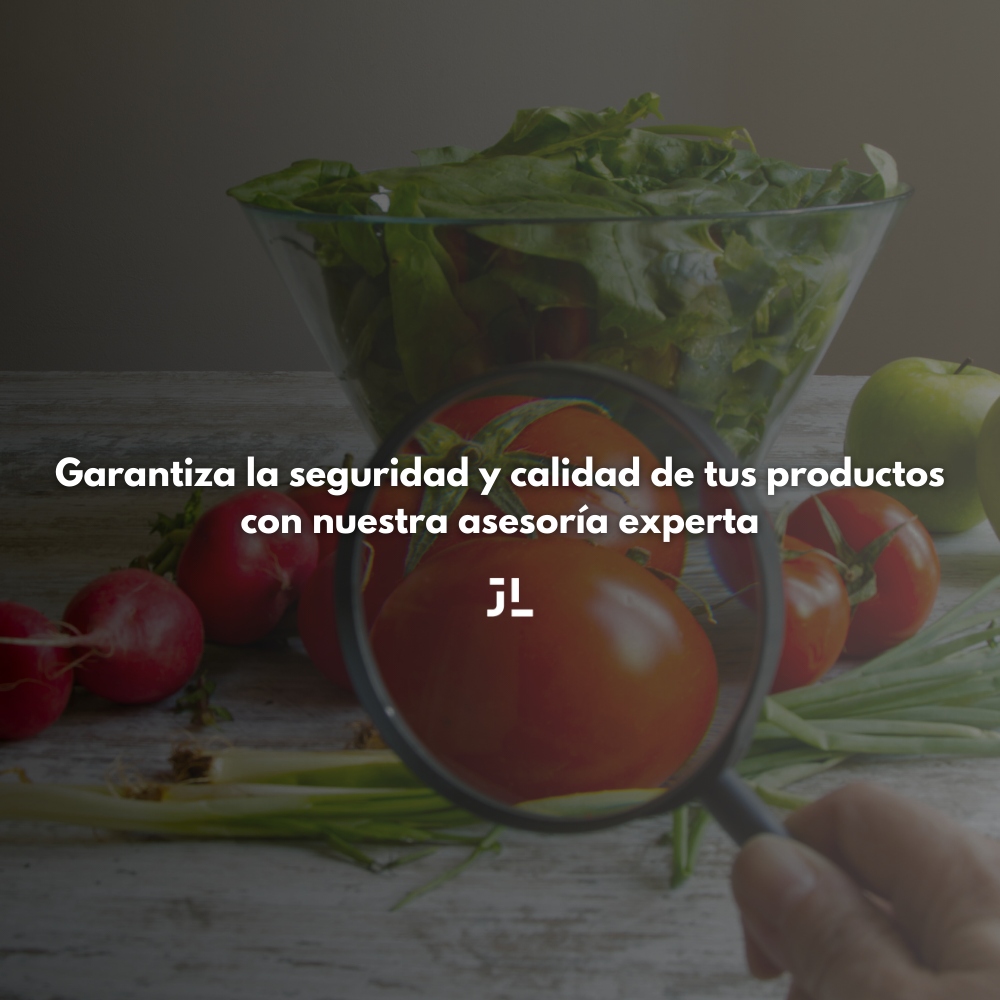 Garantiza la seguridad y calidad de tus productos
con nuestra asesoría experta
JL